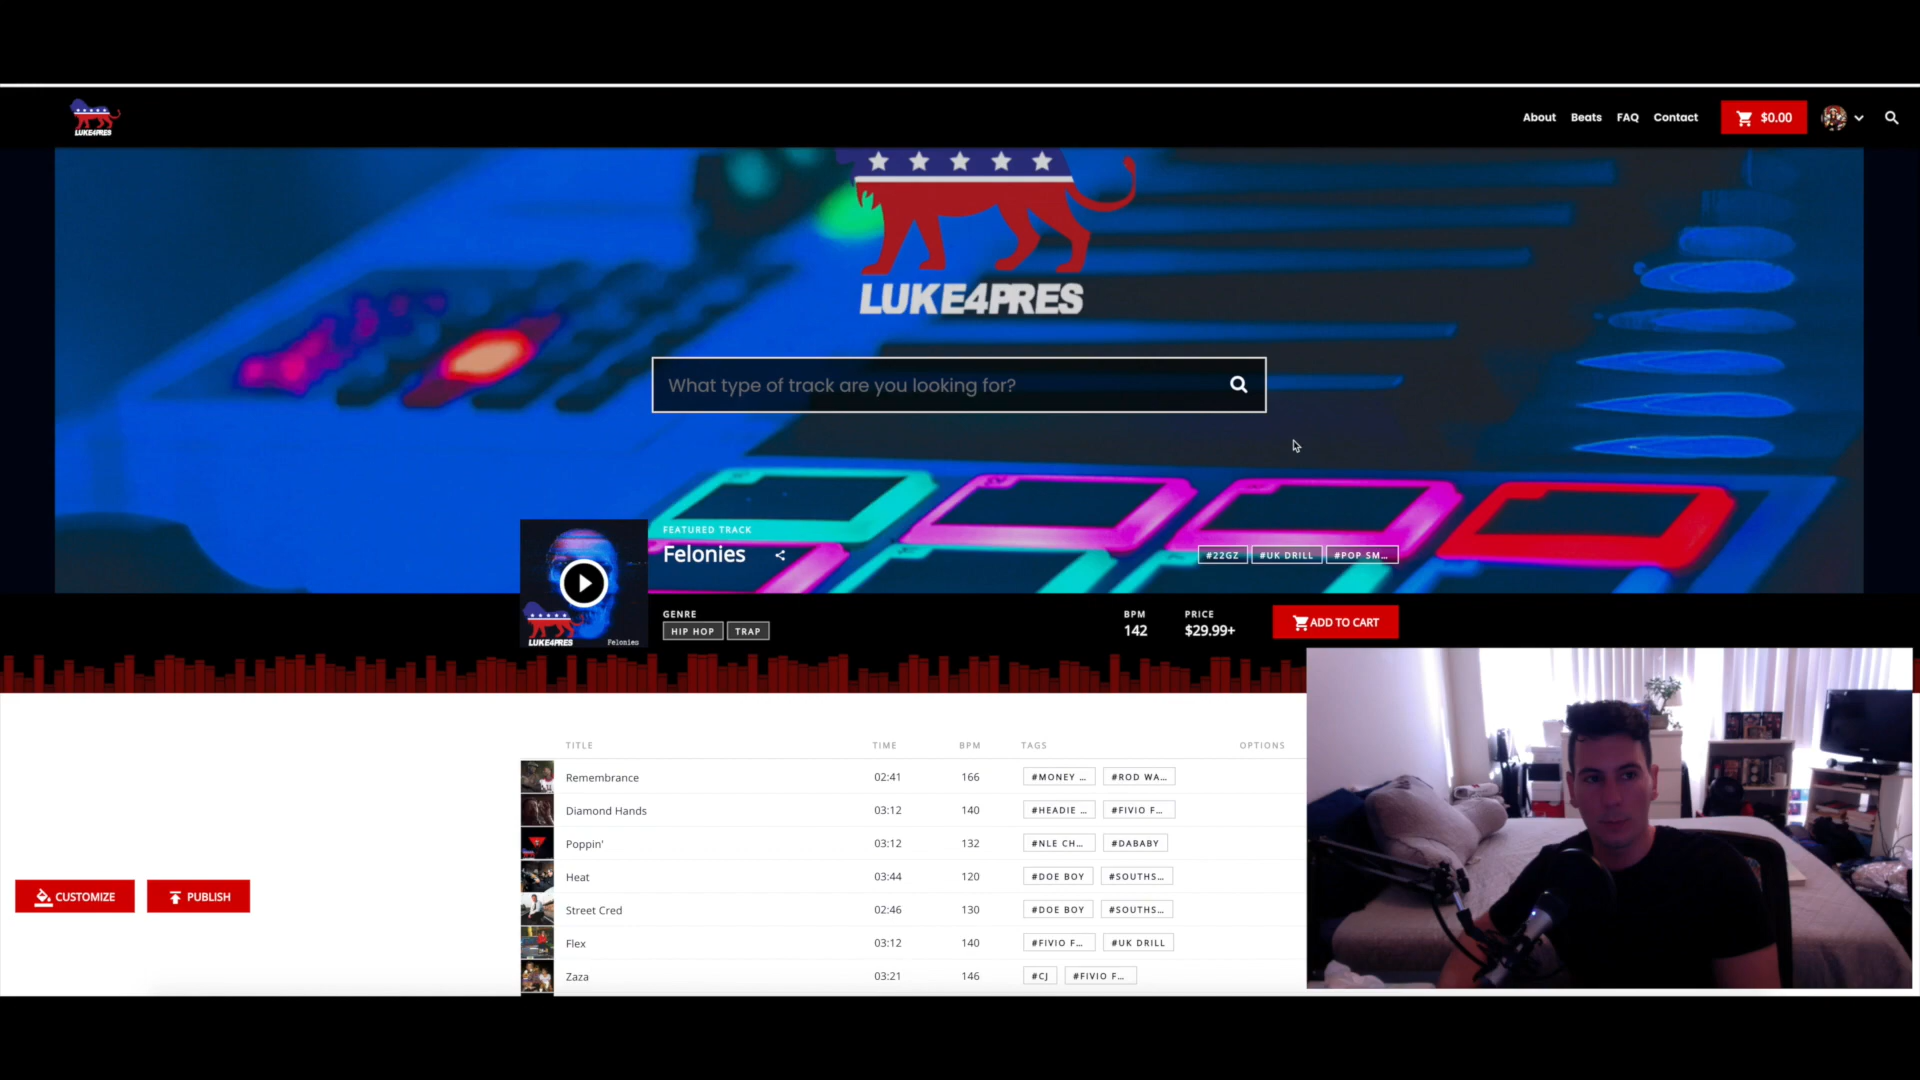 LUKE4PRES
About Beats FAQ Contact $0.00
LUKE4PRES
What type of track are you looking for?
FEATURED TRACK
Felonies
#22GZ #UK DRILL #POP SM...
LUKE4PRES Felonies
GENRE
HIP HOP TRAP
BPM PRICE
142 $29.99+
ADD TO CART
TITLE TIME BPM TAGS OPTIONS
Remembrance 02:41 166 #MONEY ... #ROD WA...
Diamond Hands 03:12 140 #HEADIE ... #FIVIO F...
Poppin' 03:12 132 #NLE CH... #DABABY
Heat 03:44 120 #DOE BOY #SOUTHS...
Street Cred 02:46 130 #DOE BOY #SOUTHS...
Flex 03:12 140 #FIVIO F... #UK DRILL
Zaza 03:21 146 #CJ #FIVIO F...
CUSTOMIZE PUBLISH